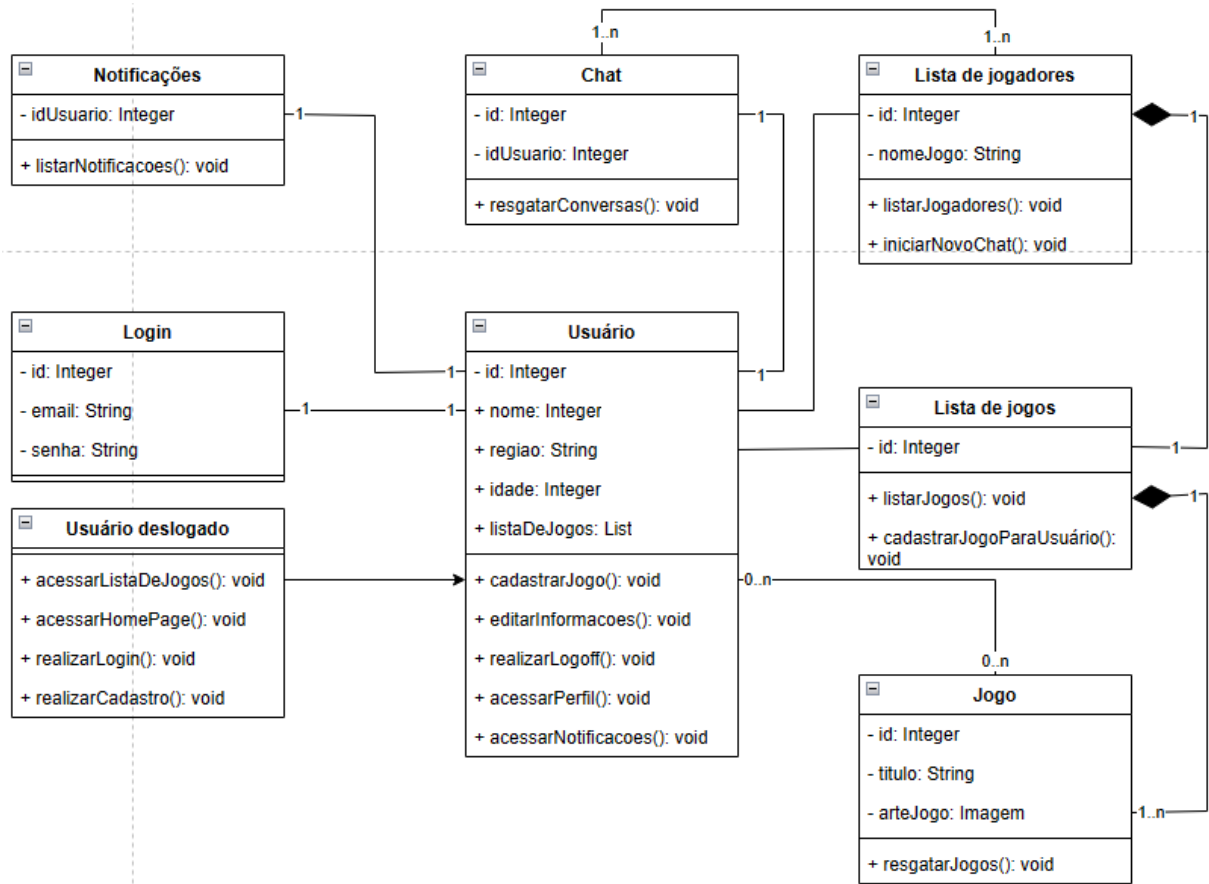 1..n
1..n
Notificações
- idUsuario: Integer
+ listarNotificacoes(): void
1
Chat
- id: Integer
- idUsuario: Integer
+ resgatarConversas(): void
1
Lista de jogadores
- id: Integer
- nomeJogo: String
+ listarJogadores(): void
+ iniciarNovoChat(): void
1
Login
- id: Integer
- email: String
- senha: String
1
1
1
Usuário
- id: Integer
+ nome: Integer
+ regiao: String
+ idade: Integer
+ listaDeJogos: List
+ cadastrarJogo(): void
+ editarInformacoes(): void
+ realizarLogoff(): void
+ acessarPerfil(): void
+ acessarNotificacoes(): void
1
0..n
Lista de jogos
- id: Integer
+ listarJogos(): void
+ cadastrarJogoParaUsuário():
void
1
1
Usuário deslogado
+ acessarListaDeJogos(): void
+ acessarHomePage(): void
+ realizarLogin(): void
+ realizarCadastro(): void
0..n
Jogo
- id: Integer
- titulo: String
- arteJogo: Imagem
+ resgatarJogos(): void
1..n